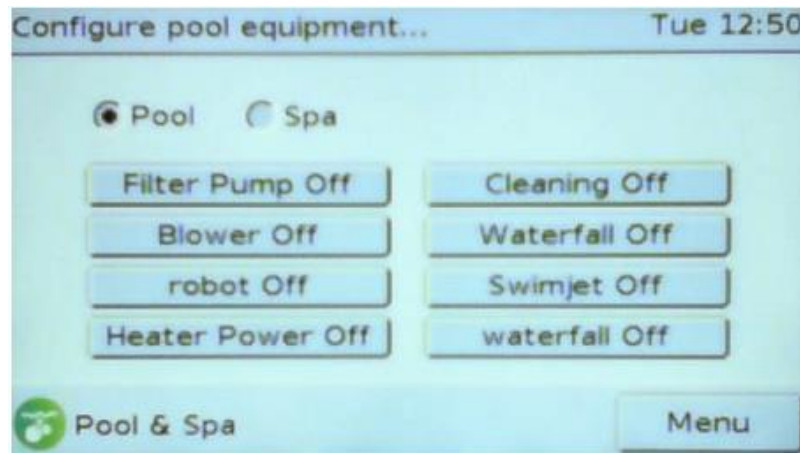 Configure pool equipment... Tue 12:50
Pool Spa
Filter Pump Off Cleaning Off
Blower Off Waterfall Off
robot Off Swimjet Off
Heater Power Off waterfall Off
Pool & Spa Menu